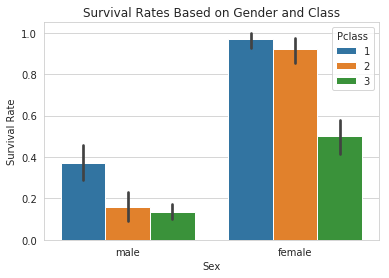 Survival Rates Based on Gender and Class
Survival Rate
1.0
0.8
0.6
0.4
0.2
0.0
Pclass
1
2
3
male
female
Sex